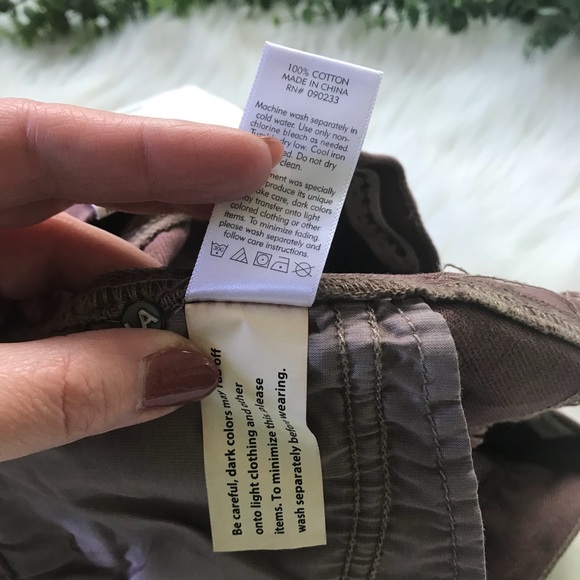 100% COTTON
MADE IN CHINA
RN# 090233
Machine wash separately in
cold water. Use only non-
chlorine bleach as needed.
dry low. Cool iron
Do not dry
clean.
was specially
produce its unique
care, dark colors
may transfer onto light
colored clothing or other
items. To minimize fading,
please wash separately and
follow care instructions.
Be careful, dark colors may rub off
onto light clothing and other
items. To minimize this please
wash separately before wearing.